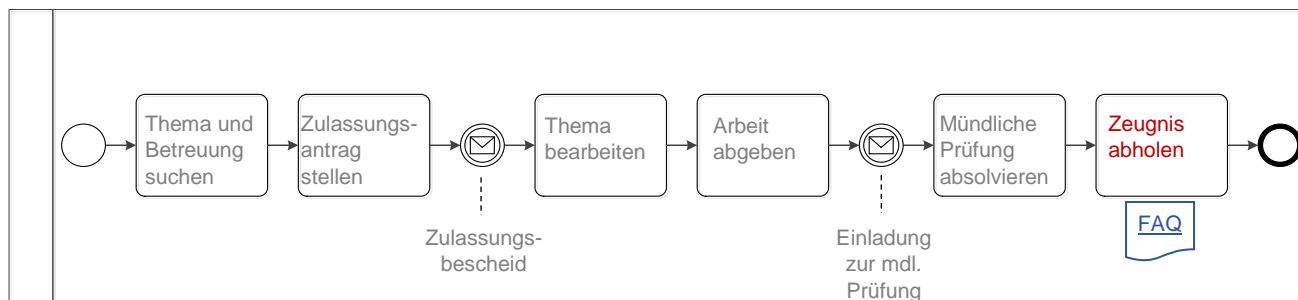 Thema und
Betreuung
suchen
Zulassungs-
antrag
stellen
Zulassungs-
bescheid
Thema
bearbeiten
Arbeit
abgeben
Einladung
zur mdl.
Prüfung
Mündliche
Prüfung
absolvieren
Zeugnis
abholen
FAQ